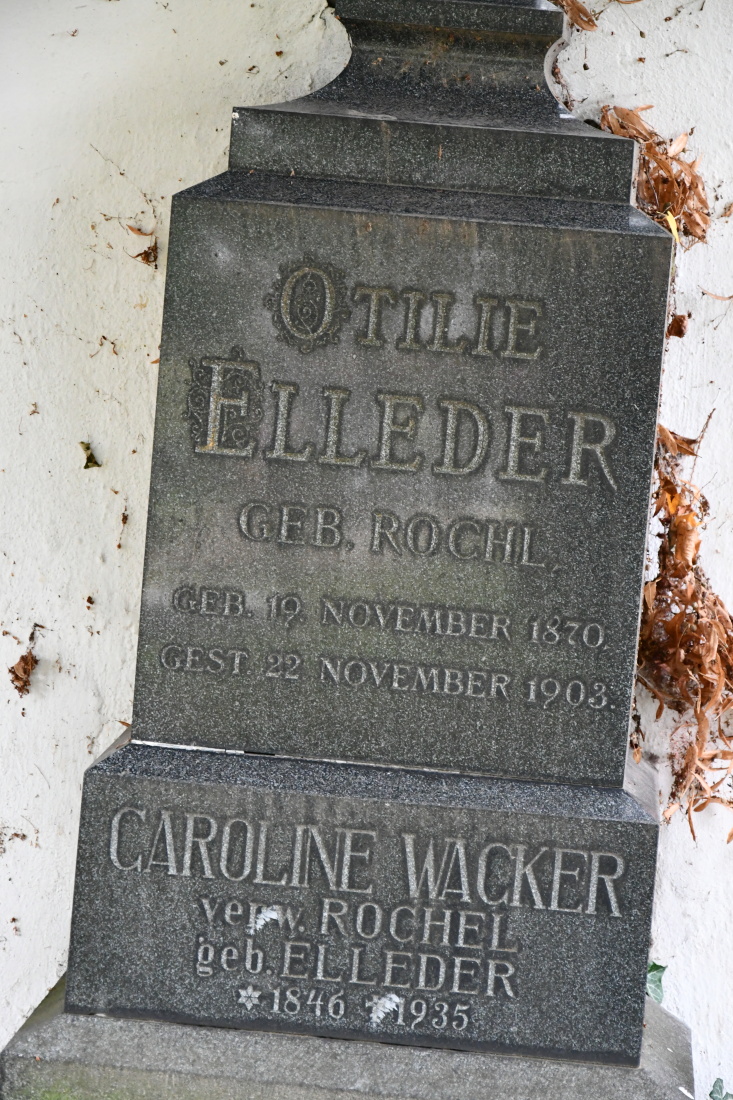 OTILIE
ELLEDER
GEB. ROCHL,
GEB. 19. NOVEMBER 1870,
GEST. 22 NOVEMBER 1903.
CAROLINE WACKER
verw. ROCHEL
geb. ELLEDER
* 1846 ✝ 1935